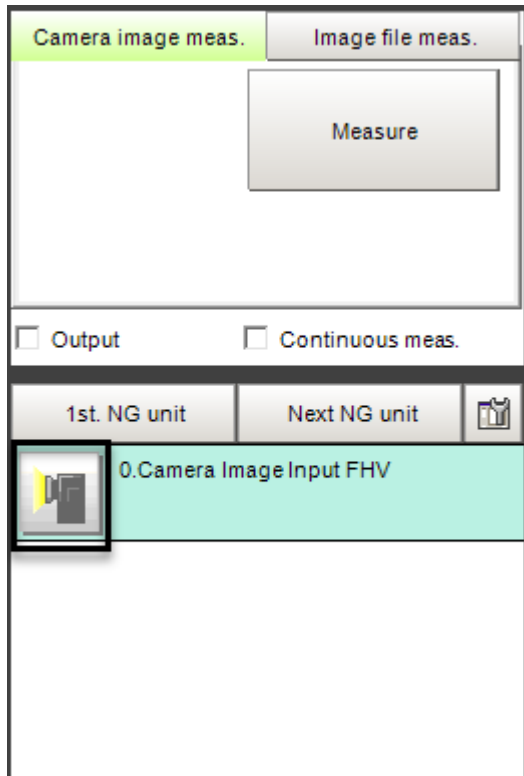 Camera image meas. Image file meas.
Measure
Output Continuous meas.
1st. NG unit Next NG unit
0.Camera Image Input FHV